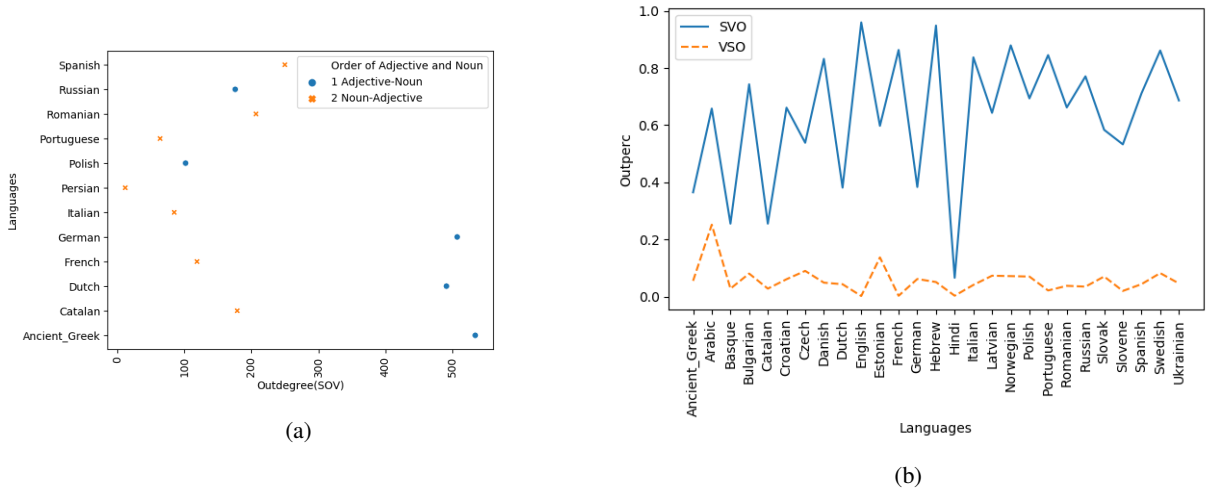 Spanish
Russian
Romanian
Portuguese
Polish
Persian
Italian
German
French
Dutch
Catalan
Ancient_Greek
Languages
Order of Adjective and Noun
1 Adjective-Noun
2 Noun-Adjective
0
100
200
300
400
500
Outdegree(SOV)
(a)
1.0
0.8
0.6
0.4
0.2
0.0
Outperc
SVO
VSO
Ancient_Greek
Arabic
Basque
Bulgarian
Catalan
Croatian
Czech
Danish
Dutch
English
Estonian
French
German
Hebrew
Hindi
Italian
Latvian
Norwegian
Polish
Portuguese
Romanian
Russian
Slovak
Slovene
Spanish
Swedish
Ukrainian
Languages
(b)